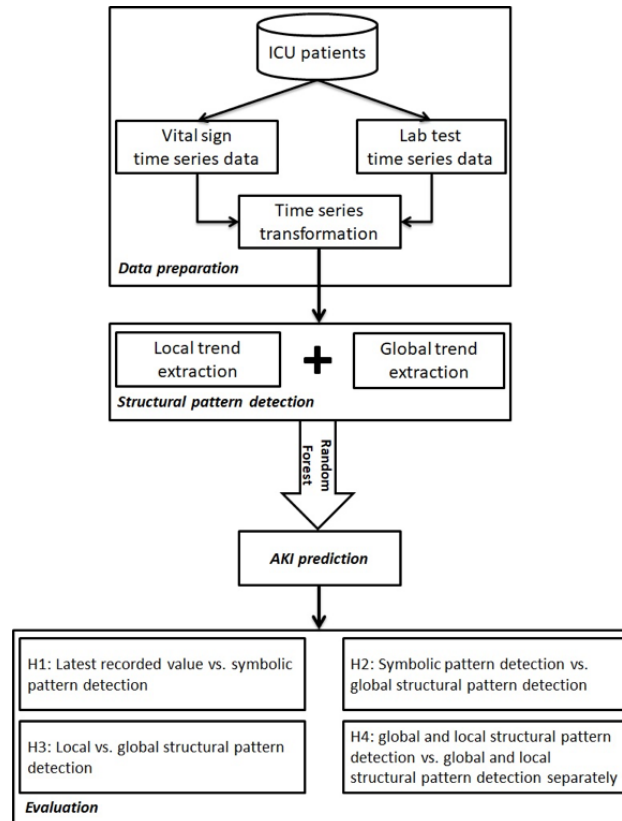 ICU patients
Vital sign
time series data
Lab test
time series data
Time series
transformation
Data preparation
Local trend
extraction
+
Global trend
extraction
Structural pattern detection
Random
Forest
AKI prediction
H1: Latest recorded value vs. symbolic
pattern detection
H2: Symbolic pattern detection vs.
global structural pattern detection
H3: Local vs. global structural pattern
detection
H4: global and local structural pattern
detection vs. global and local
structural pattern detection separately
Evaluation